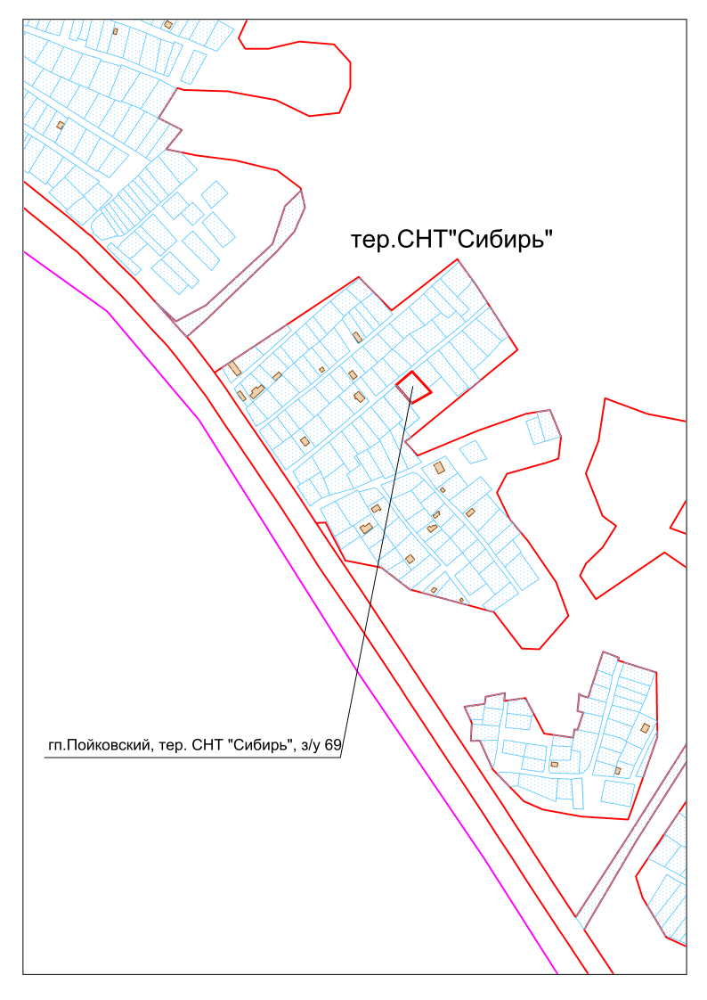 тер.СНТ"Сибирь"
гп.Пойковский, тер. СНТ "Сибирь", з/у 69